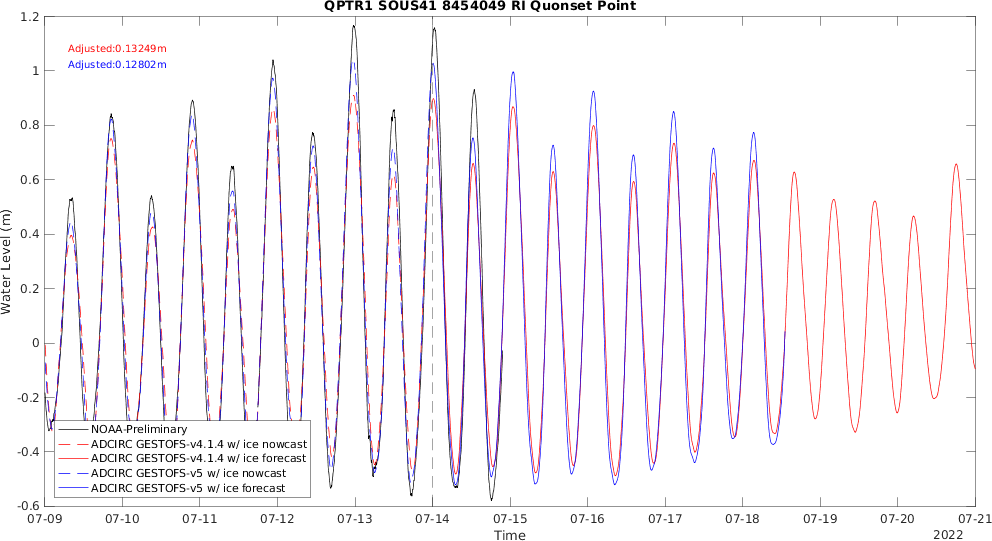 QPTR1 SOUS41 8454049 RI Quonset Point
1.2
1
0.8
0.6
0.4
0.2
0
-0.2
-0.4
-0.6
Water Level (m)
Adjusted:0.13249m
Adjusted:0.12802m
NOAA-Preliminary
ADCIRC GESTOFS-v4.1.4 w/ ice nowcast
ADCIRC GESTOFS-v4.1.4 w/ ice forecast
ADCIRC GESTOFS-v5 w/ ice nowcast
ADCIRC GESTOFS-v5 w/ ice forecast
07-09 07-10 07-11 07-12 07-13 07-14 07-15 07-16 07-17 07-18 07-19 07-20 07-21
Time
2022